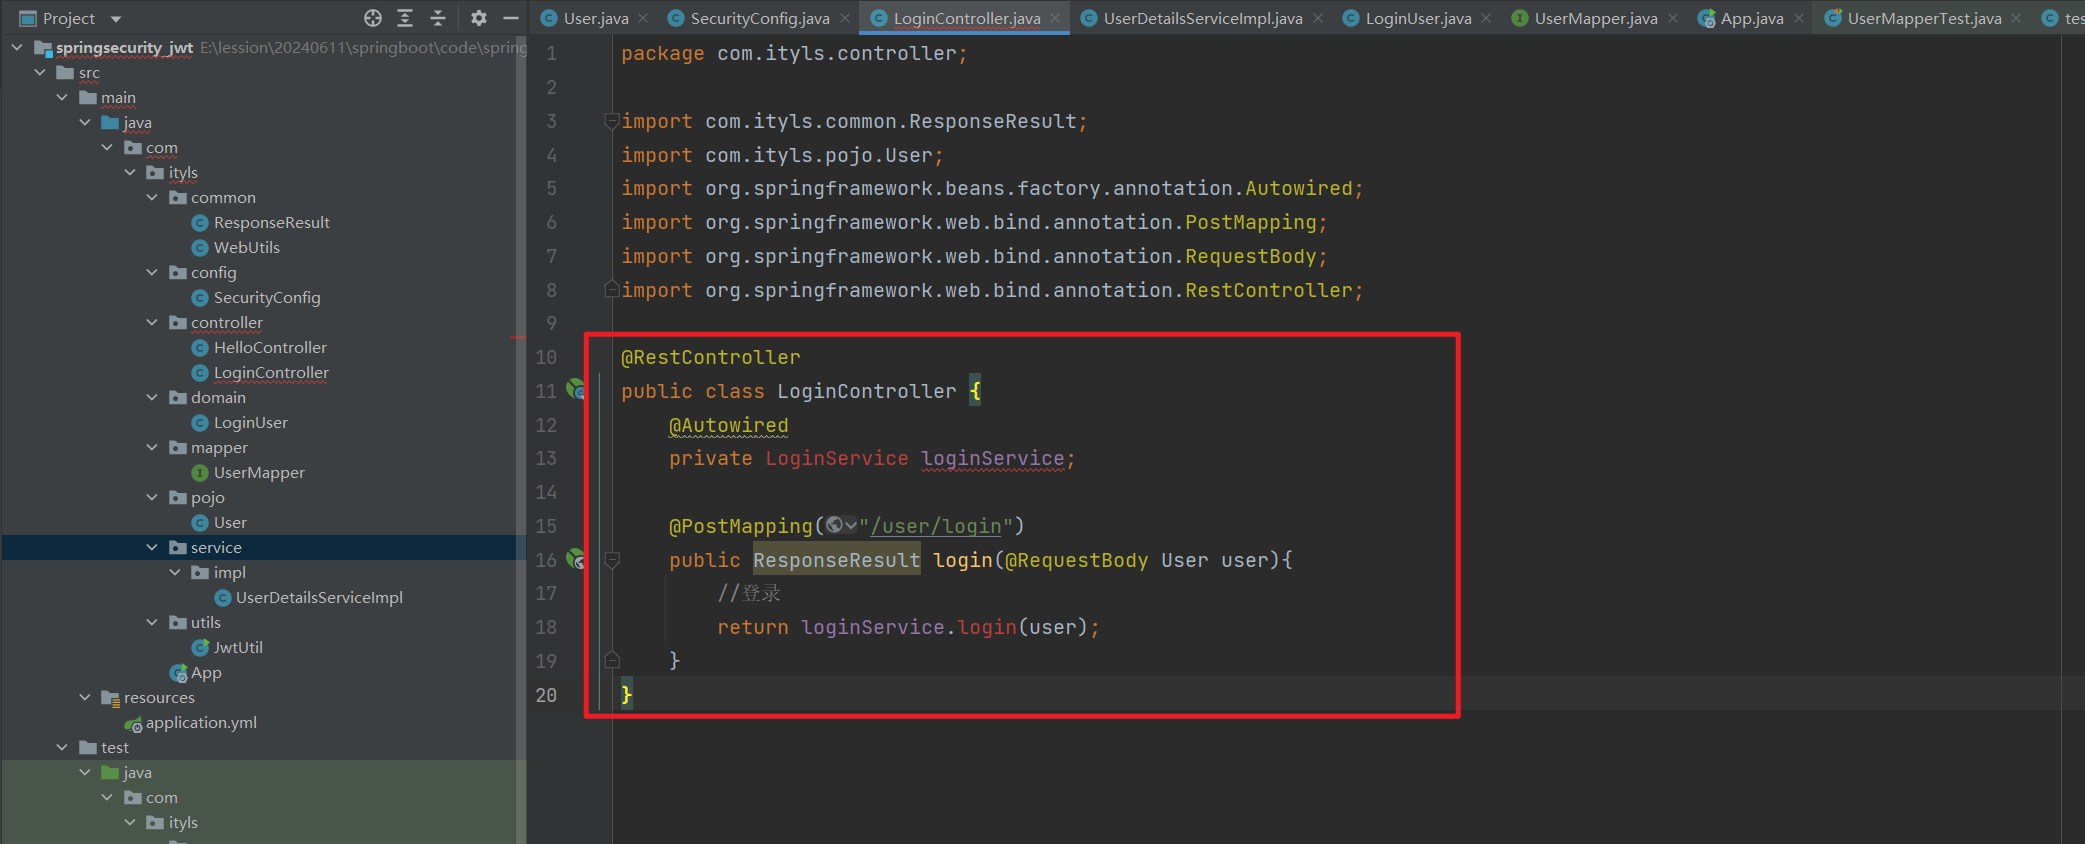 Project
User.java
SecurityConfig.java
LoginController.java
UserDetailsServiceImpl.java
LoginUser.java
UserMapper.java
App.java
UserMapperTest.java
tes
springsecurity_jwt E:\lession\20240611\springboot\code\spring
src
main
java
com
ityls
common
ResponseResult
WebUtils
config
SecurityConfig
controller
HelloController
LoginController
domain
LoginUser
mapper
UserMapper
pojo
User
service
impl
UserDetailsServiceImpl
utils
JwtUtil
App
resources
application.yml
test
java
com
ityls
1 package com.ityls.controller;
2
3 import com.ityls.common.ResponseResult;
4 import com.ityls.pojo.User;
5 import org.springframework.beans.factory.annotation.Autowired;
6 import org.springframework.web.bind.annotation.PostMapping;
7 import org.springframework.web.bind.annotation.RequestBody;
8 import org.springframework.web.bind.annotation.RestController;
9
10 @RestController
11 public class LoginController {
12 @Autowired
13 private LoginService loginService;
14
15 @PostMapping("/user/login")
16 public ResponseResult login(@RequestBody User user){
17 //登录
18 return loginService.login(user);
19 }
20 }